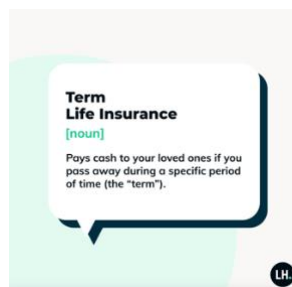 Term
Life Insurance
[noun]
Pays cash to your loved ones if you
pass away during a specific period
of time (the “term”).
LH.